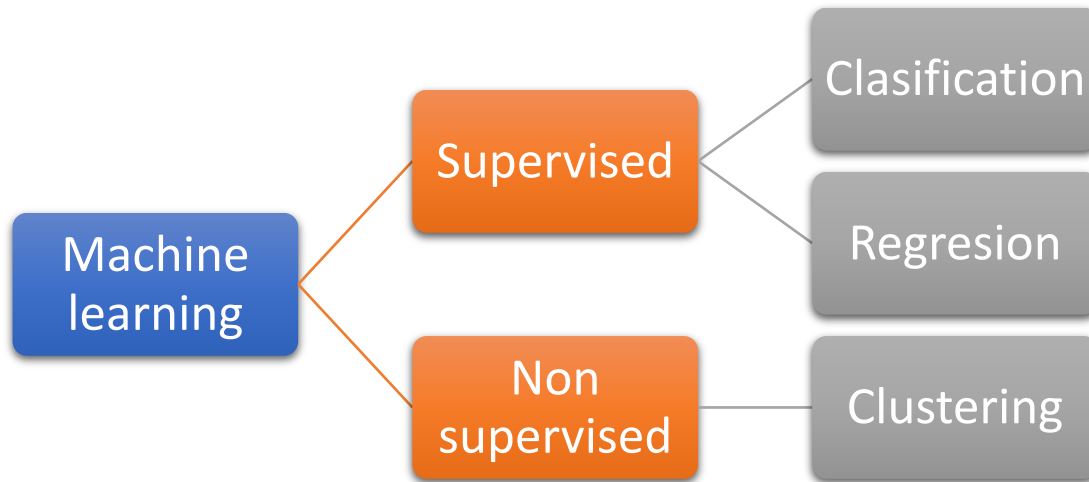 Machine
learning
Supervised
Non
supervised
Clasification
Regresion
Clustering